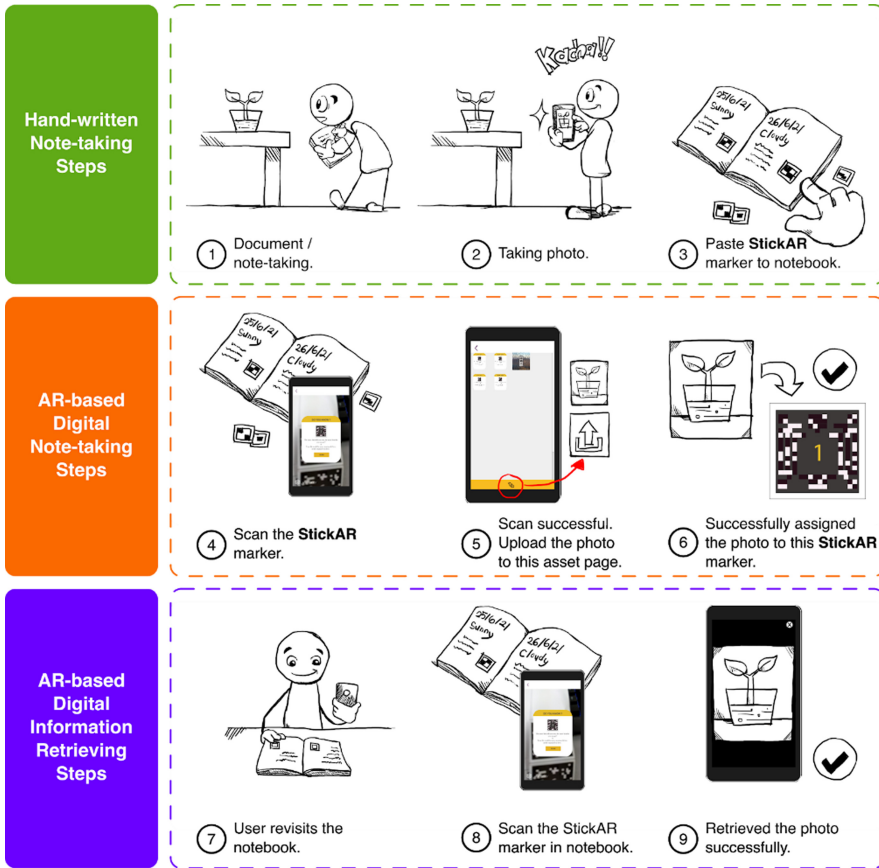 Hand-written
Note-taking
Steps
Kacha!!
25/6/21
Sunny
26/6/21
Cloudy
1
Document /
note-taking.
2
Taking photo.
3
Paste StickAR
marker to notebook.
AR-based
Digital
Note-taking
Steps
25/6/21
Sunny
26/6/21
Cloudy
1
4
Scan the StickAR
marker.
5
Scan successful.
Upload the photo
to this asset page.
6
Successfully assigned
the photo to this StickAR
marker.
AR-based
Digital
Information
Retrieving
Steps
25/6/21
Sunny
26/6/21
Cloudy
7
User revisits the
notebook.
8
Scan the StickAR
marker in notebook.
9
Retrieved the photo
successfully.